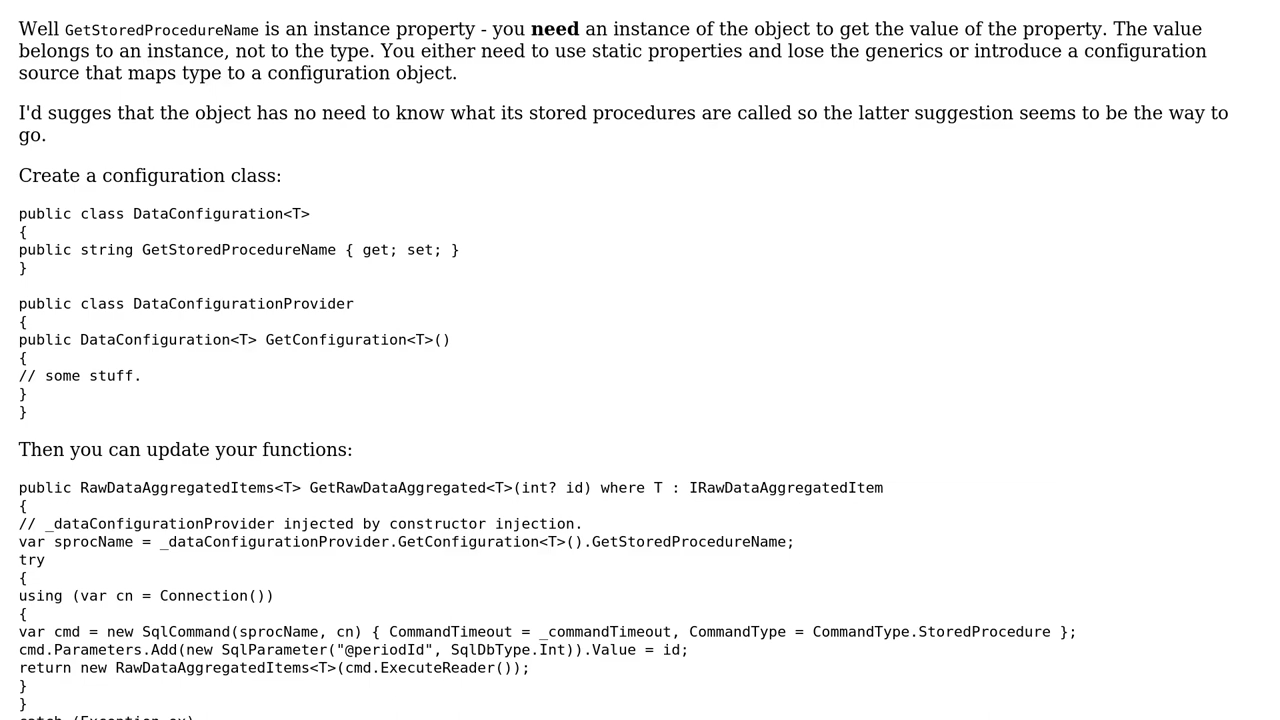 Well GetStoredProcedureName is an instance property - you need an instance of the object to get the value of the property. The value
belongs to an instance, not to the type. You either need to use static properties and lose the generics or introduce a configuration
source that maps type to a configuration object.
I'd sugges that the object has no need to know what its stored procedures are called so the latter suggestion seems to be the way to
go.
Create a configuration class:
public class DataConfiguration<T>
{
public string GetStoredProcedureName { get; set; }
}
public class DataConfigurationProvider
{
public DataConfiguration<T> GetConfiguration<T>()
{
// some stuff.
}
}
Then you can update your functions:
public RawDataAggregatedItems<T> GetRawDataAggregated<T>(int? id) where T : IRawDataAggregatedItem
{
// _dataConfigurationProvider injected by constructor injection.
var sprocName = _dataConfigurationProvider.GetConfiguration<T>().GetStoredProcedureName;
try
{
using (var cn = Connection())
{
var cmd = new SqlCommand(sprocName, cn) { CommandTimeout = _commandTimeout, CommandType = CommandType.StoredProcedure };
cmd.Parameters.Add(new SqlParameter("@periodId", SqlDbType.Int)).Value = id;
return new RawDataAggregatedItems<T>(cmd.ExecuteReader());
}
}
catch (Exception ex)